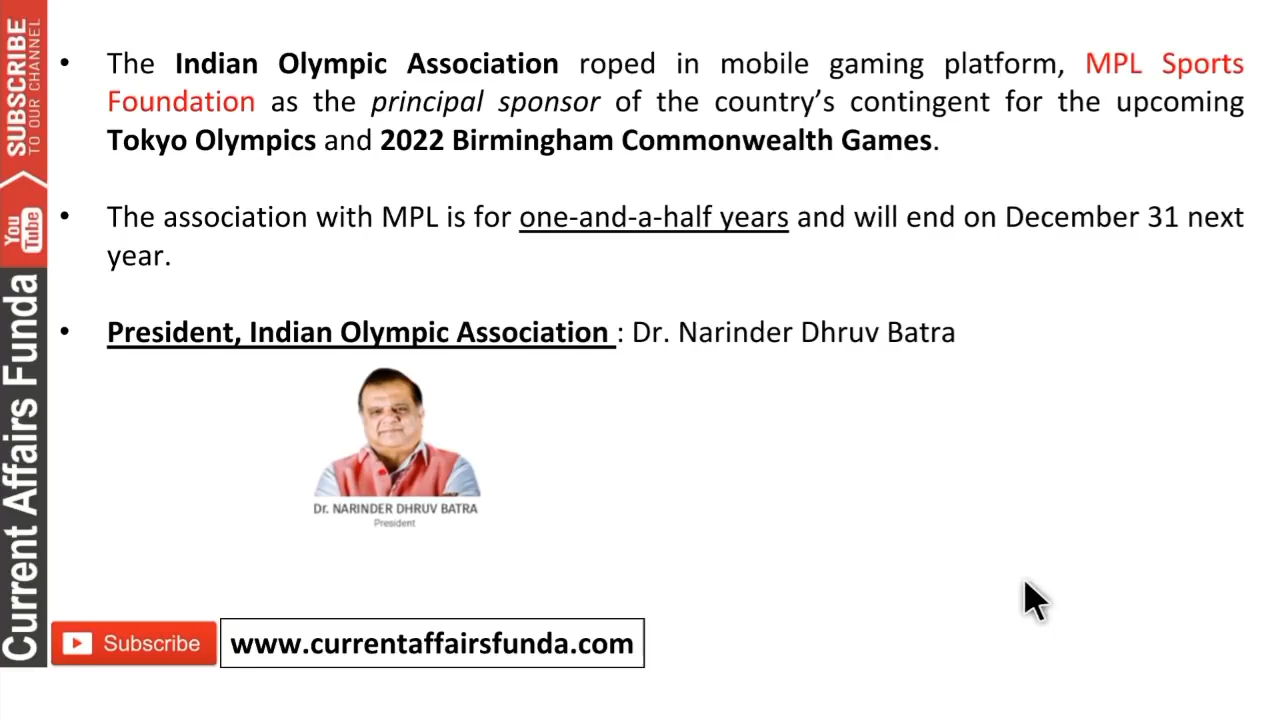 SUBSCRIBE
TO OUR CHANNEL
You
Tube
Current Affairs Funda
• The Indian Olympic Association roped in mobile gaming platform, MPL Sports
Foundation as the principal sponsor of the country’s contingent for the upcoming
Tokyo Olympics and 2022 Birmingham Commonwealth Games.
• The association with MPL is for one-and-a-half years and will end on December 31 next
year.
• President, Indian Olympic Association : Dr. Narinder Dhruv Batra
Dr. NARINDER DHRUV BATRA
President
Subscribe
www.currentaffairsfunda.com